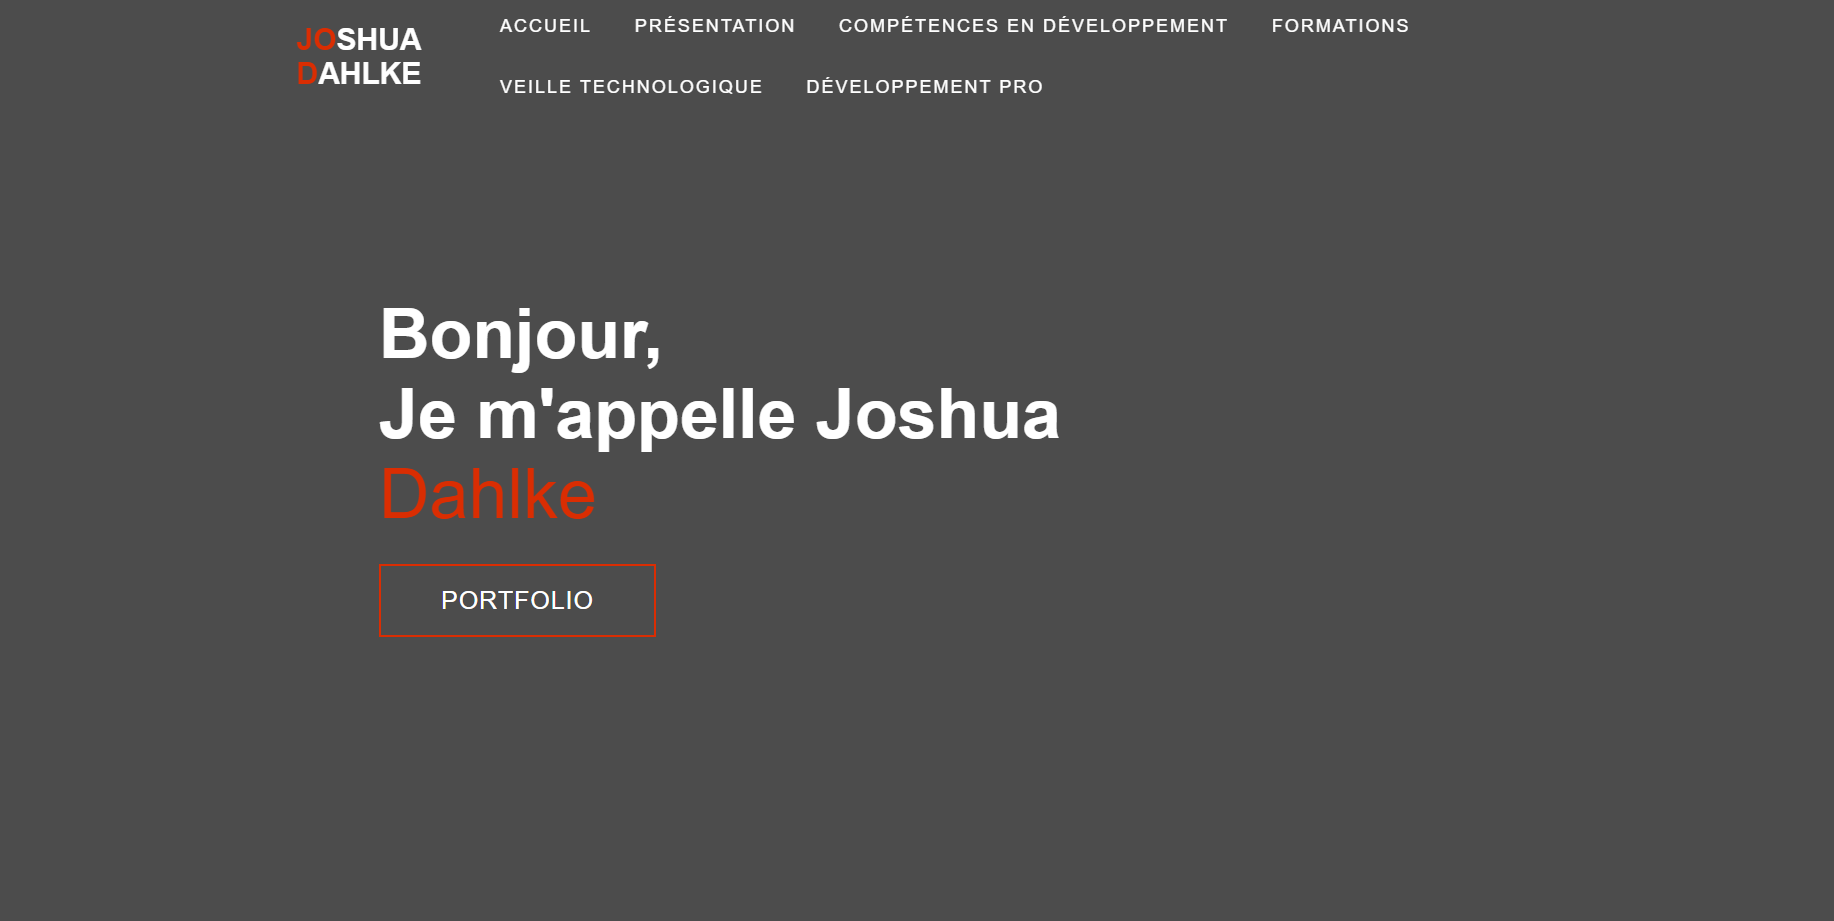 JOSHUA
DAHLKE
ACCUEIL PRÉSENTATION COMPÉTENCES EN DÉVELOPPEMENT FORMATIONS
VEILLE TECHNOLOGIQUE DÉVELOPPEMENT PRO
Bonjour,
Je m'appelle Joshua
Dahlke
PORTFOLIO